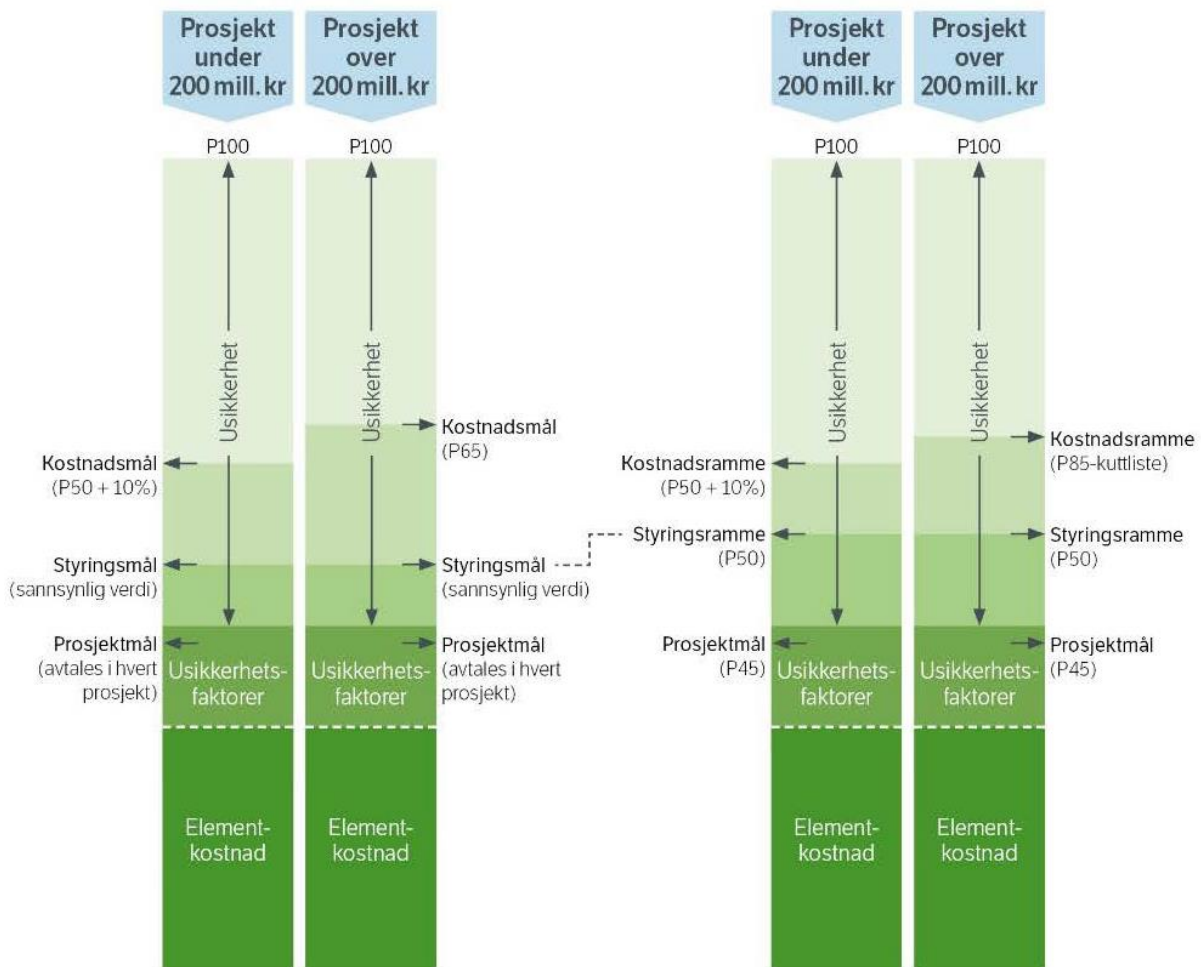 Prosjekt
under
200 mill. kr
Prosjekt
over
200 mill. kr
P100
P100
Usikkerhet
Usikkerhet
Kostnadsmål
(P50 + 10%)
Styringsmål
(sannsynlig verdi)
Prosjektmål
(avtales i hvert
prosjekt)
Kostnadsmål
(P65)
Styringsmål
(sannsynlig verdi)
Prosjektmål
(avtales i hvert
prosjekt)
Usikkerhets-
faktorer
Usikkerhets-
faktorer
Element-
kostnad
Element-
kostnad
Prosjekt
under
200 mill. kr
Prosjekt
over
200 mill. kr
P100
P100
Usikkerhet
Usikkerhet
Kostnadsramme
(P50 + 10%)
Styringsramme
(P50)
Prosjektmål
(P45)
Kostnadsramme
(P85-kuttliste)
Styringsramme
(P50)
Prosjektmål
(P45)
Usikkerhets-
faktorer
Usikkerhets-
faktorer
Element-
kostnad
Element-
kostnad